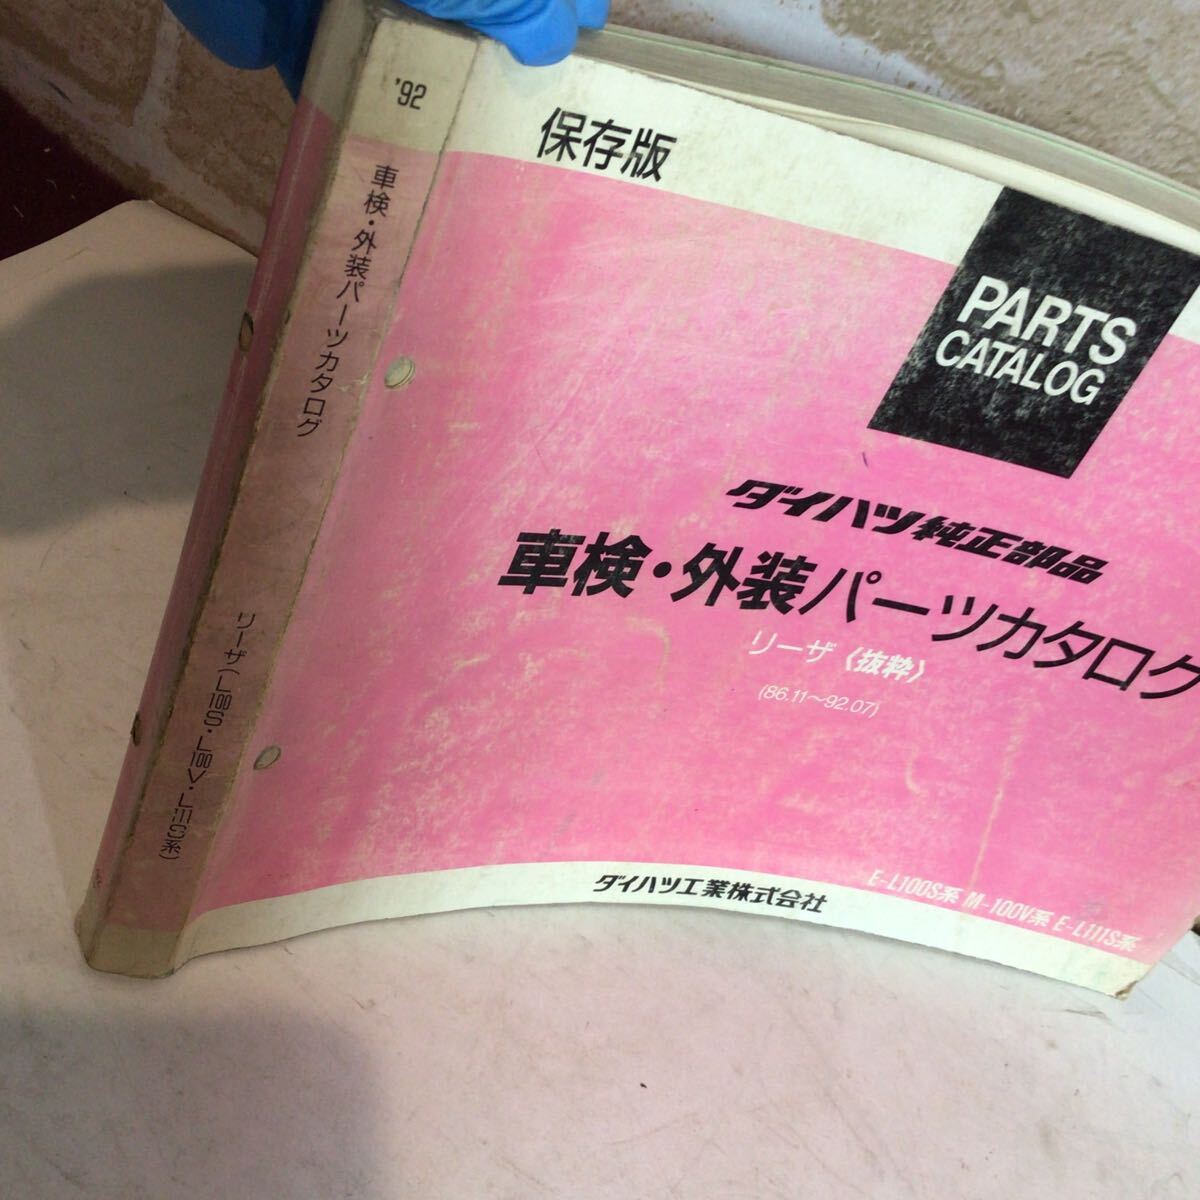 '92
車検・外装パーツカタログ
リーザ(L100S・L100V・L111S系)
保存版
PARTS
CATALOG
ダイハツ純正部品
車検・外装パーツカタログ
リーザ〈抜粋〉
(86.11〜92.07)
E-L100S系 M-100V系 E-L111S系
ダイハツ工業株式会社